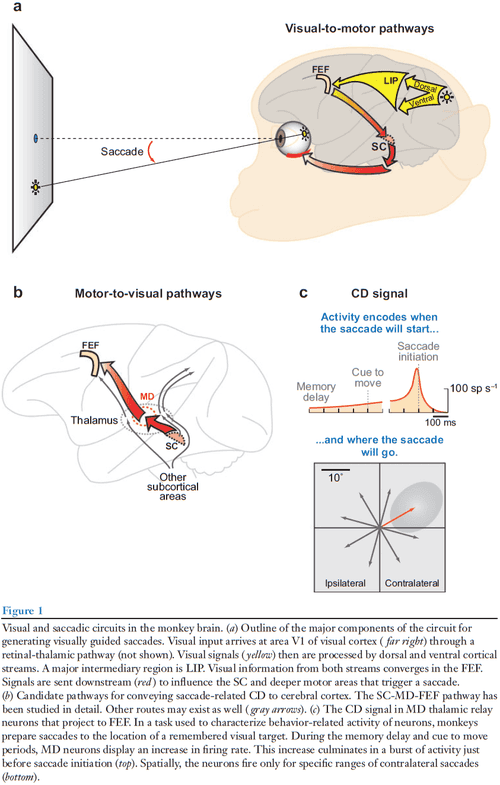 a
Visual-to-motor pathways
FEF
LIP
Dorsal
Ventral
SC
Saccade
b
Motor-to-visual pathways
FEF
MD
Thalamus
SC
Other
subcortical
areas
c
CD signal
Activity encodes when
the saccade will start...
Saccade
initiation
Cue to
move
Memory
delay
100 sp s⁻¹
100 ms
...and where the saccade
will go.
10°
Ipsilateral
Contralateral
Figure 1
Visual and saccadic circuits in the monkey brain. (a) Outline of the major components of the circuit for
generating visually guided saccades. Visual input arrives at area V1 of visual cortex (far right) through a
retinal-thalamic pathway (not shown). Visual signals (yellow) then are processed by dorsal and ventral cortical
streams. A major intermediary region is LIP. Visual information from both streams converges in the FEF.
Signals are sent downstream (red) to influence the SC and deeper motor areas that trigger a saccade.
(b) Candidate pathways for conveying saccade-related CD to cerebral cortex. The SC-MD-FEF pathway has
been studied in detail. Other routes may exist as well (gray arrows). (c) The CD signal in MD thalamic relay
neurons that project to FEF. In a task used to characterize behavior-related activity of neurons, monkeys
prepare saccades to the location of a remembered visual target. During the memory delay and cue to move
periods, MD neurons display an increase in firing rate. This increase culminates in a burst of activity just
before saccade initiation (top). Spatially, the neurons fire only for specific ranges of contralateral saccades
(bottom).